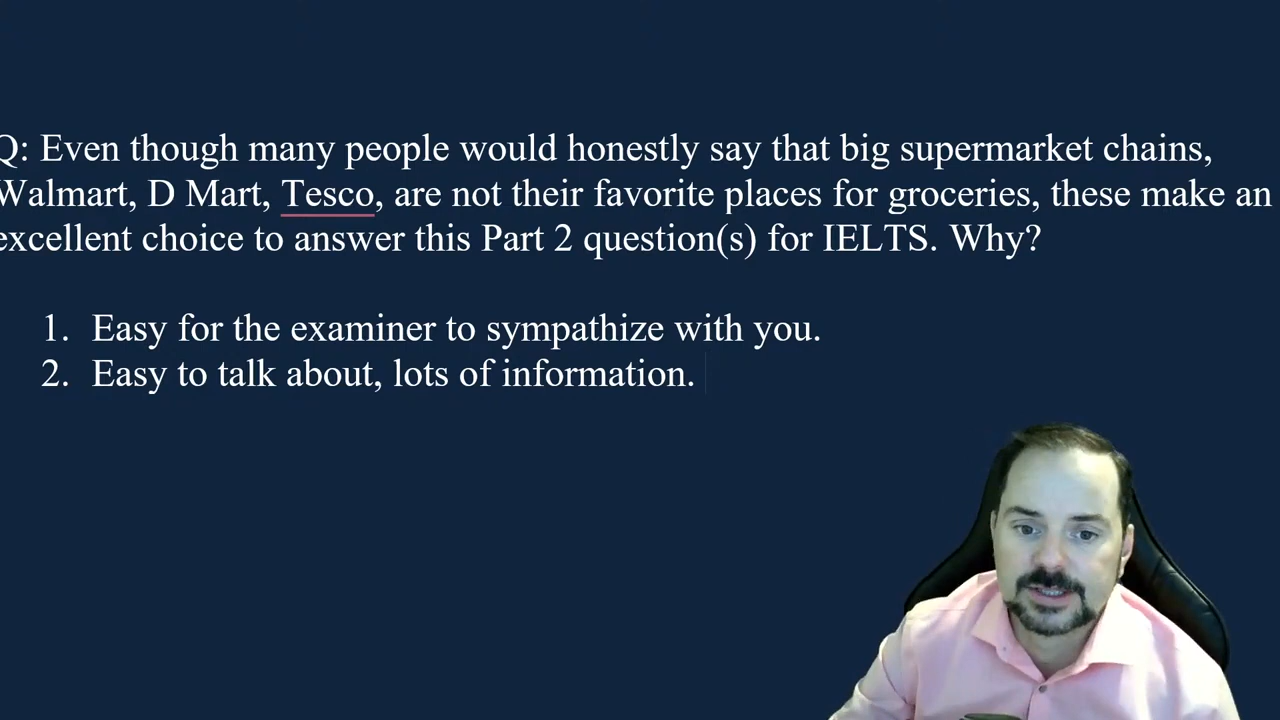 Q: Even though many people would honestly say that big supermarket chains,
Walmart, D Mart, Tesco, are not their favorite places for groceries, these make an
excellent choice to answer this Part 2 question(s) for IELTS. Why?
1. Easy for the examiner to sympathize with you.
2. Easy to talk about, lots of information.